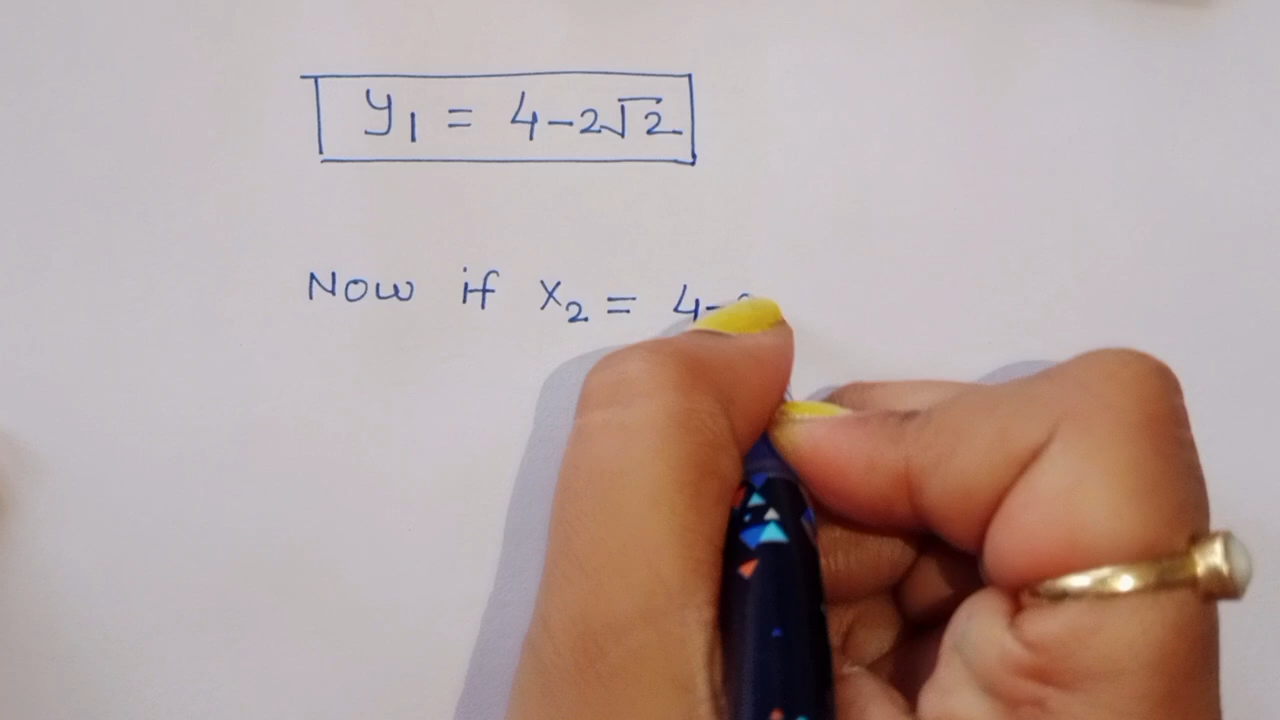 y₁ = 4-2√2
Now if x₂ = 4-